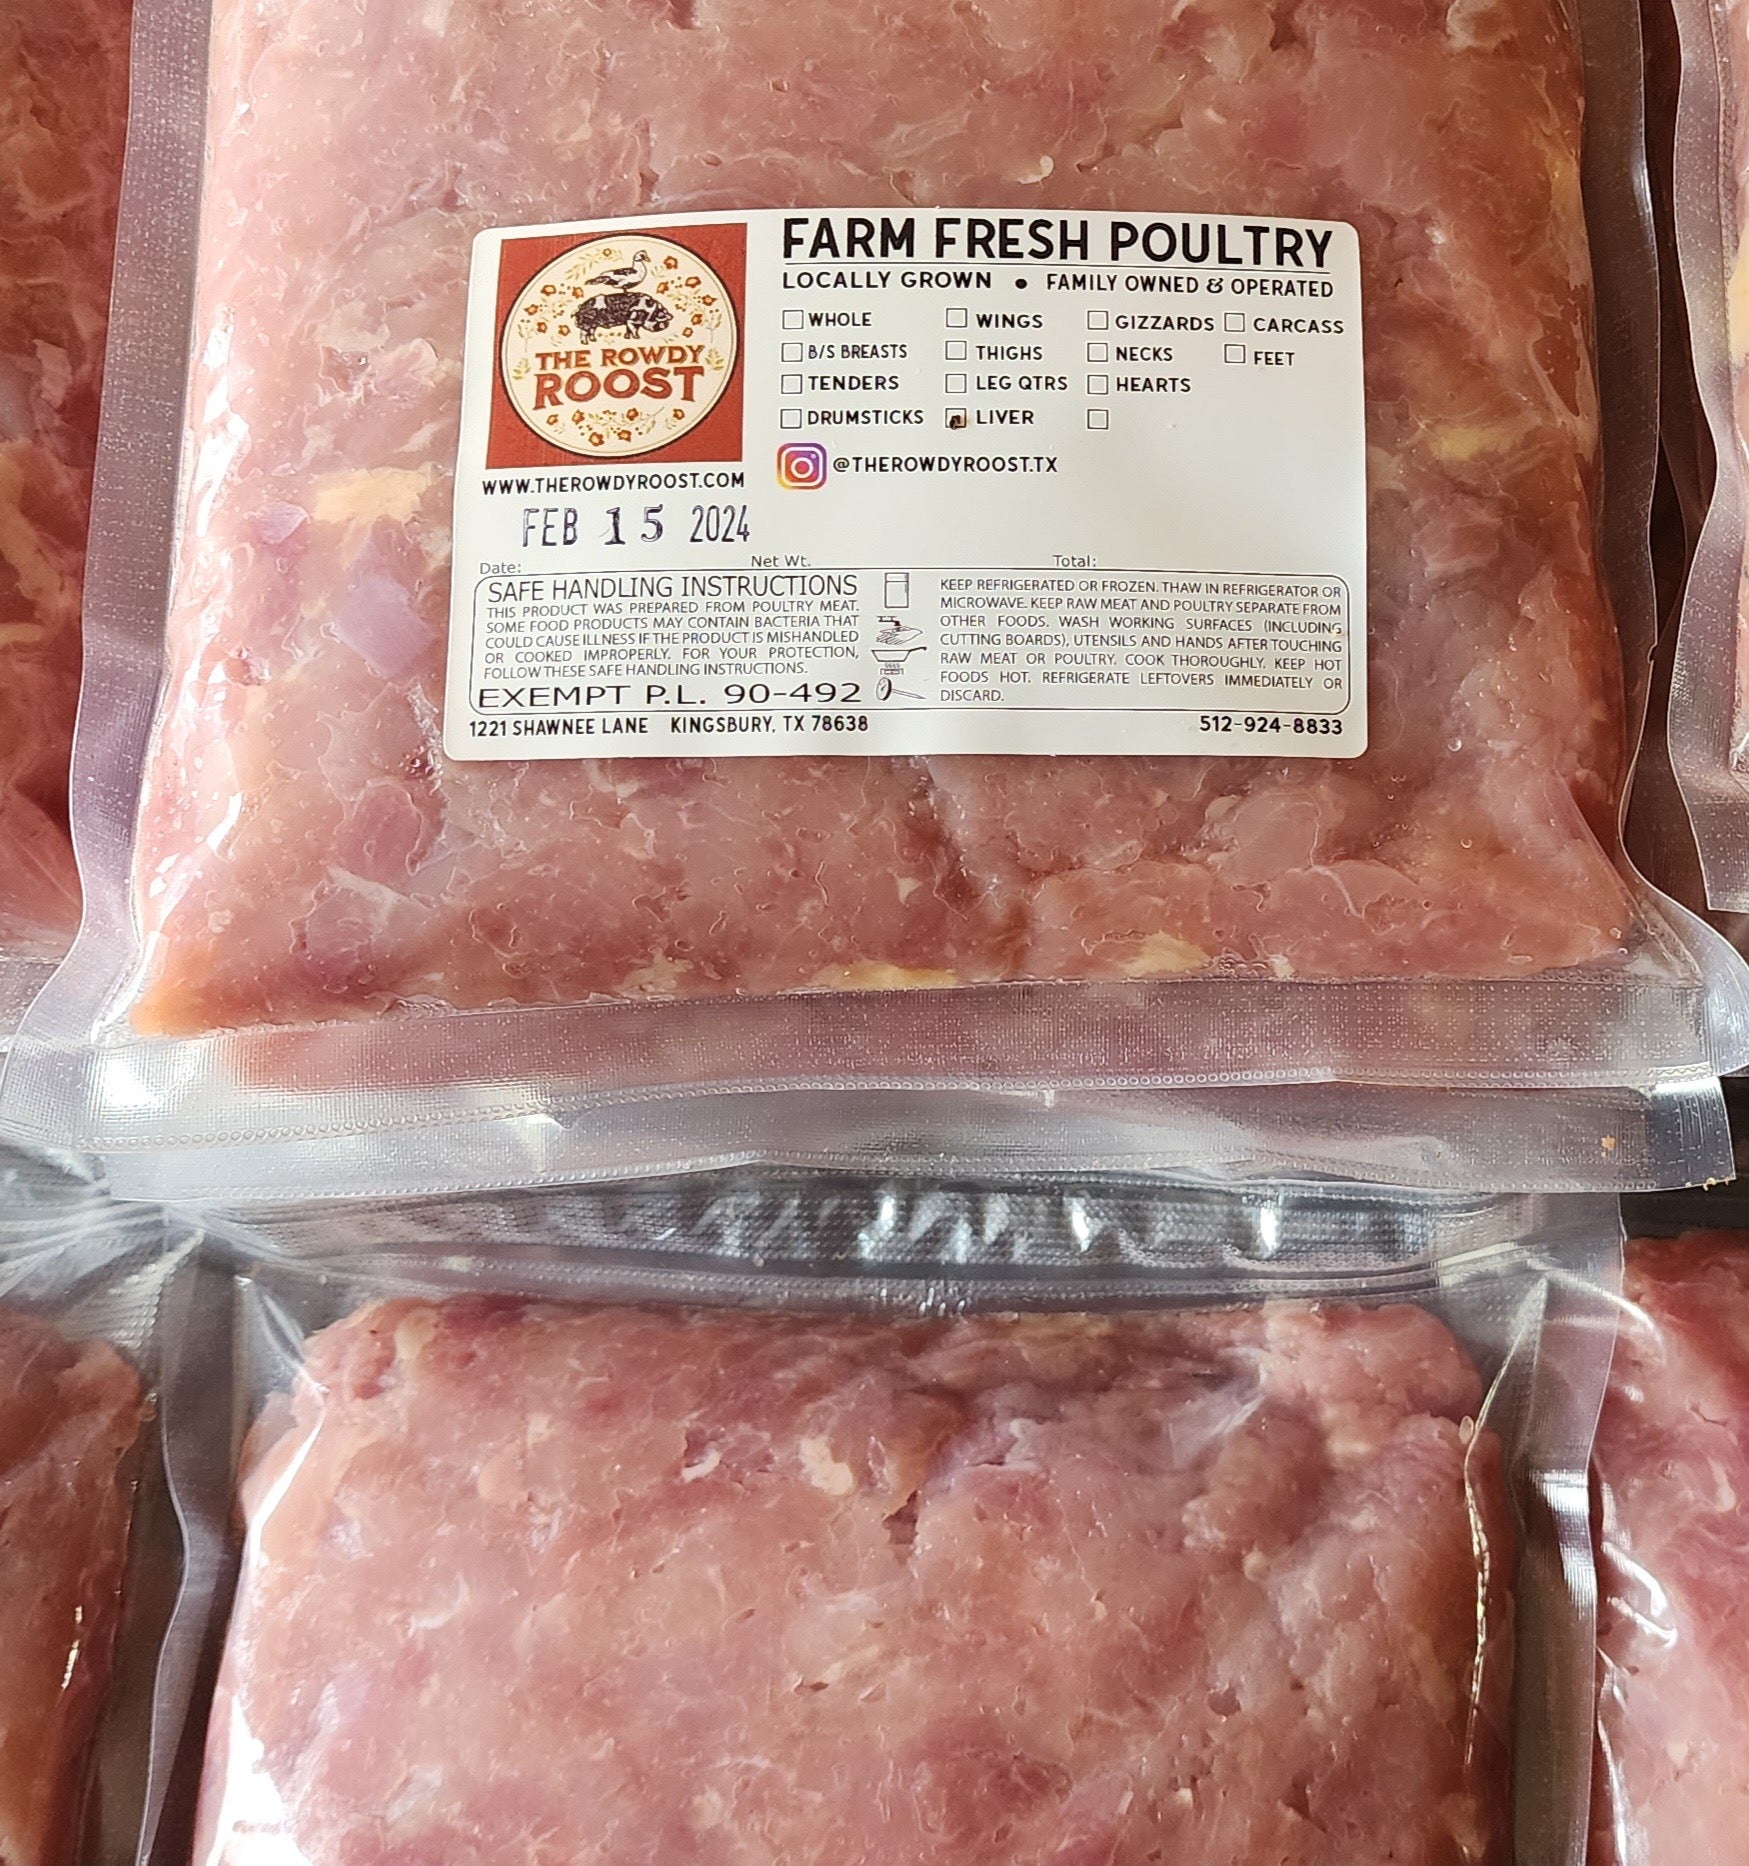 THE ROWDY
ROOST
WWW.THEROWDYROOST.COM
FARM FRESH POULTRY
LOCALLY GROWN • FAMILY OWNED & OPERATED
WHOLE WINGS GIZZARDS CARCASS
B/S BREASTS THIGHS NECKS FEET
TENDERS LEG QTRS HEARTS
DRUMSTICKS LIVER
@THEROWDYROOST.TX
FEB 15 2024
Date: Net Wt. Total:
SAFE HANDLING INSTRUCTIONS
THIS PRODUCT WAS PREPARED FROM POULTRY MEAT.
SOME FOOD PRODUCTS MAY CONTAIN BACTERIA THAT
COULD CAUSE ILLNESS IF THE PRODUCT IS MISHANDLED
OR COOKED IMPROPERLY. FOR YOUR PROTECTION,
FOLLOW THESE SAFE HANDLING INSTRUCTIONS.
EXEMPT P.L. 90-492
KEEP REFRIGERATED OR FROZEN. THAW IN REFRIGERATOR OR
MICROWAVE. KEEP RAW MEAT AND POULTRY SEPARATE FROM
OTHER FOODS. WASH WORKING SURFACES (INCLUDING
CUTTING BOARDS), UTENSILS AND HANDS AFTER TOUCHING
RAW MEAT OR POULTRY. COOK THOROUGHLY. KEEP HOT
FOODS HOT. REFRIGERATE LEFTOVERS IMMEDIATELY OR
DISCARD.
1221 SHAWNEE LANE KINGSBURY, TX 78638
512-924-8833